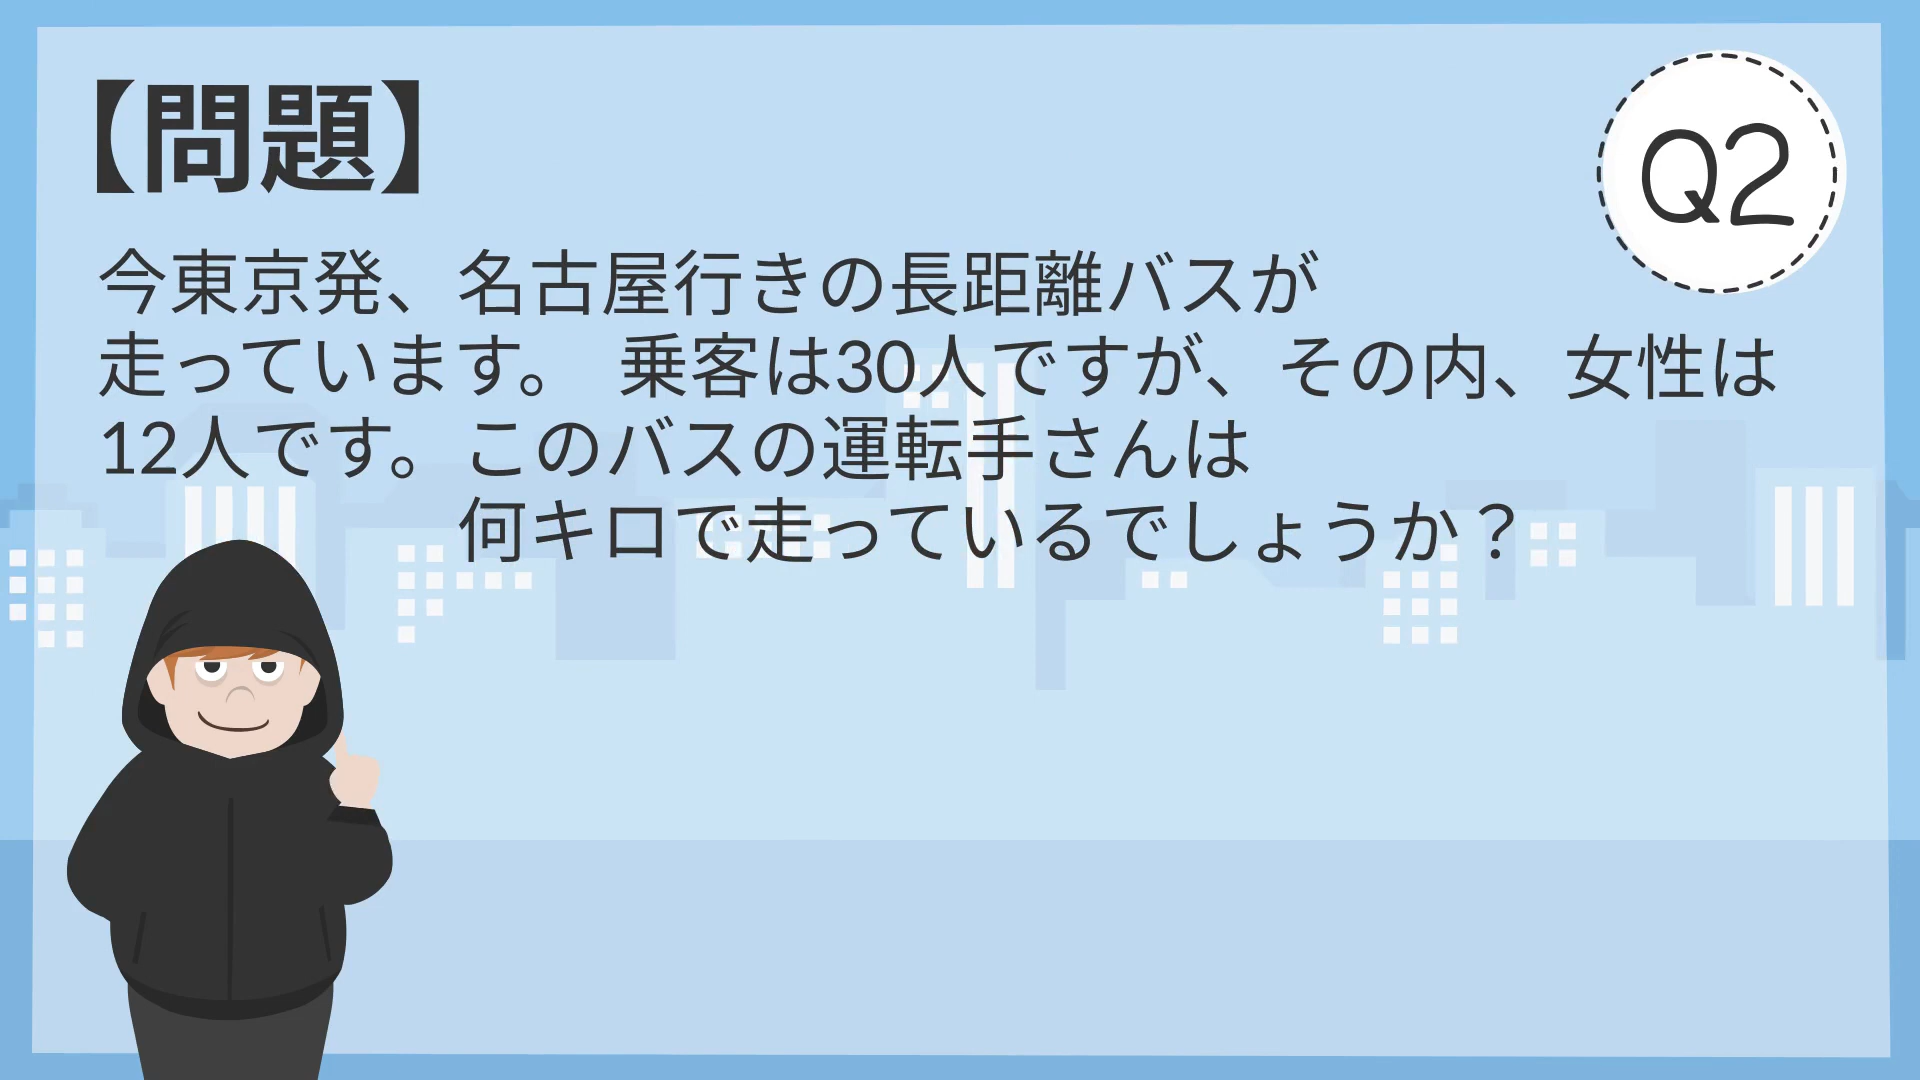 【問題】
Q2
今東京発、名古屋行きの長距離バスが
走っています。 乗客は30人ですが、その内、女性は
12人です。このバスの運転手さんは
何キロで走っているでしょうか？